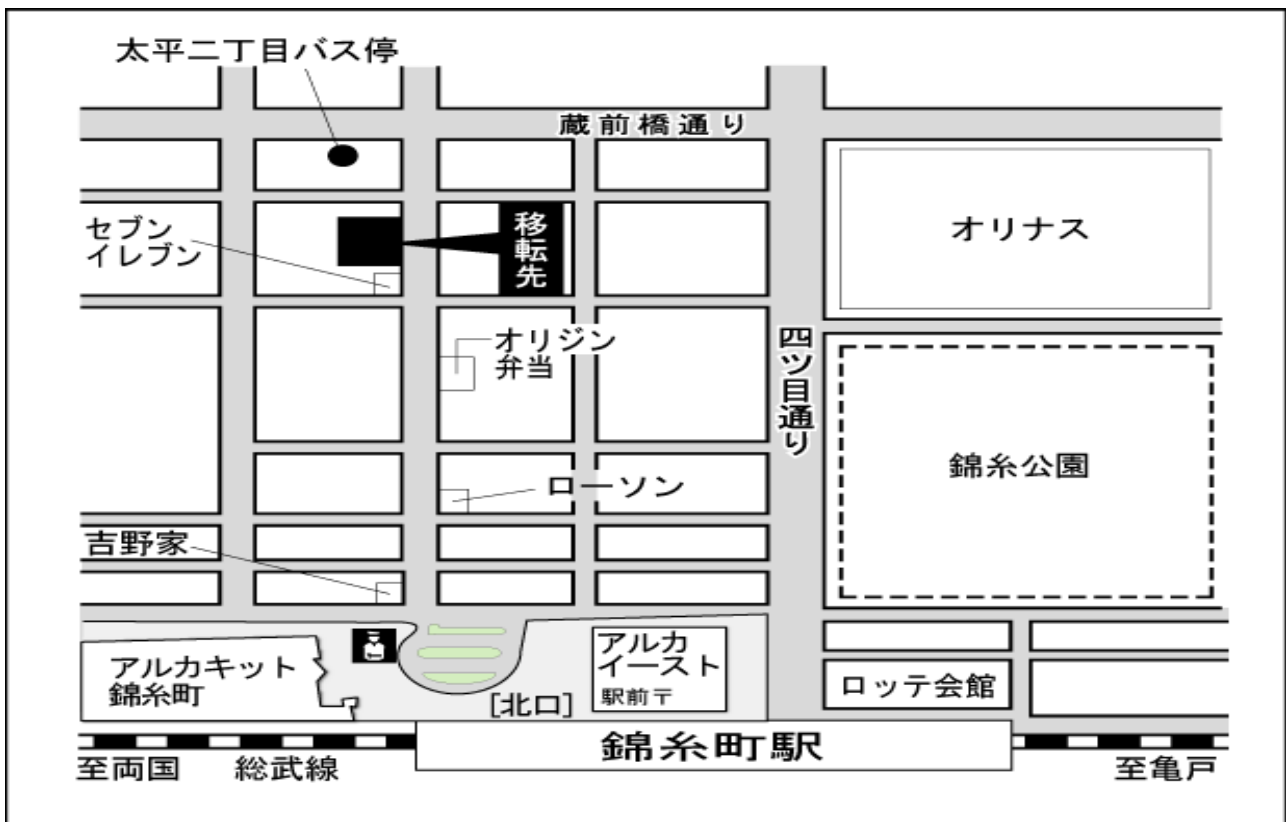 太平二丁目バス停
蔵前橋通り
セブン
イレブン
移転先
オリナス
オリジン
弁当
四ツ目通り
錦糸公園
ローソン
吉野家
アルカキット
錦糸町
アルカ
イースト
駅前〒
[北口]
ロッテ会館
錦糸町駅
至両国
総武線
至亀戸